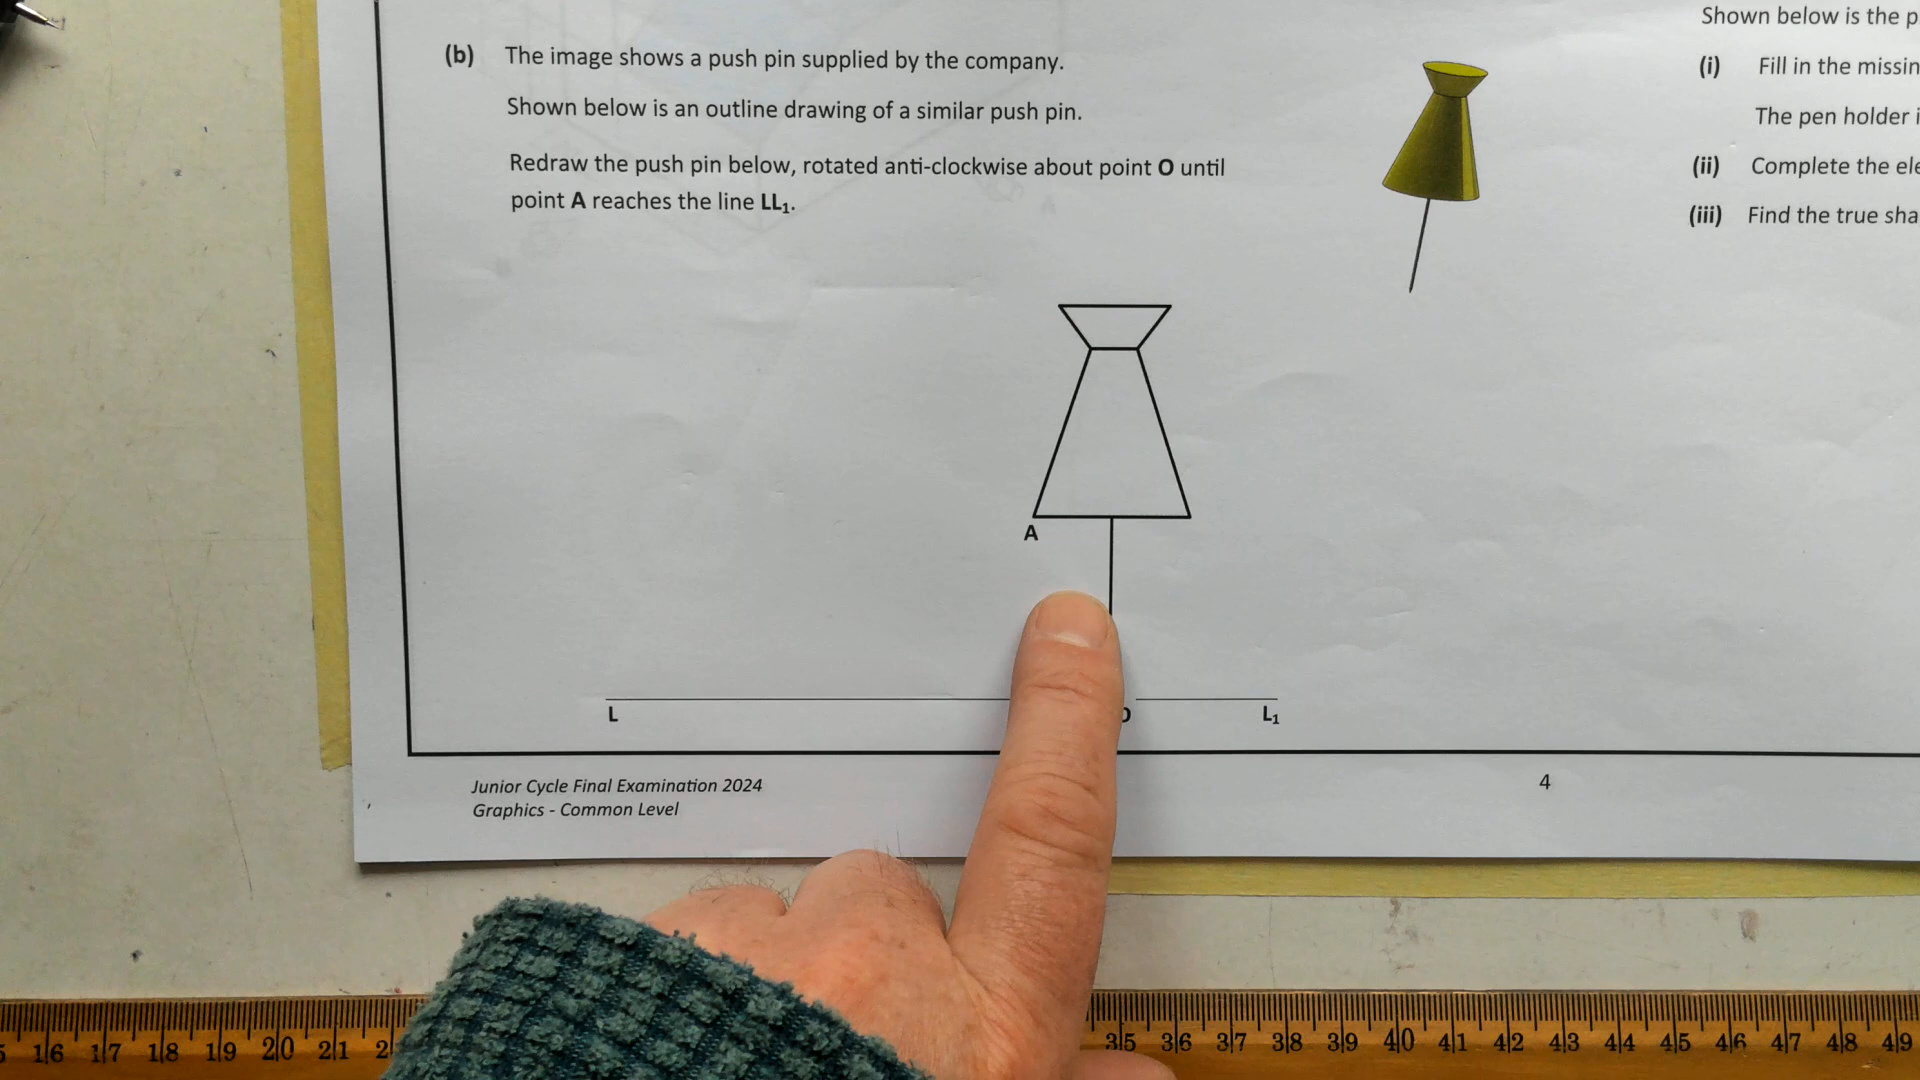 (b) The image shows a push pin supplied by the company.
Shown below is an outline drawing of a similar push pin.
Redraw the push pin below, rotated anti-clockwise about point O until
point A reaches the line LL₁.
A
L
L₁
Junior Cycle Final Examination 2024
Graphics - Common Level
4
Shown below is the
(i) Fill in the
The pen holder
(ii) Complete the
(iii) Find the true
16 17 18 19 20 21
35 36 37 38 39 40 41 42 43 44 45 46 47 48 49